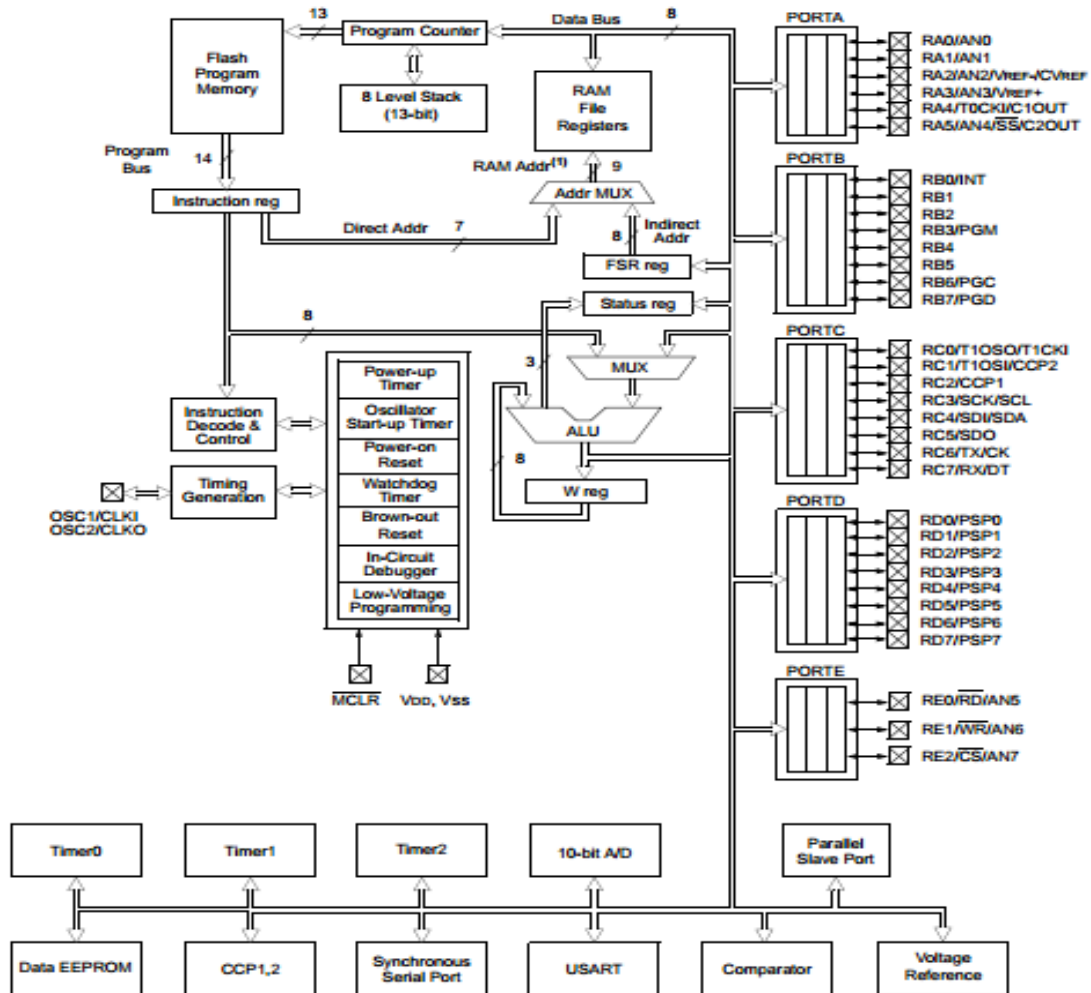 13
Data Bus
8
PORTA
Program Counter
Flash
Program
Memory
8 Level Stack
(13-bit)
RAM
File
Registers
RA0/AN0
RA1/AN1
RA2/AN2/VREF-/CVREF
RA3/AN3/VREF+
RA4/T0CKI/C1OUT
RA5/AN4/SS/C2OUT
Program
Bus
14
RAM Addr(1)
9
PORTB
Instruction reg
Addr MUX
Direct Addr
7
8
Indirect
Addr
FSR reg
Status reg
RB0/INT
RB1
RB2
RB3/PGM
RB4
RB5
RB6/PGC
RB7/PGD
8
3
MUX
PORTC
RC0/T1OSO/T1CKI
RC1/T1OSI/CCP2
RC2/CCP1
RC3/SCK/SCL
RC4/SDI/SDA
RC5/SDO
RC6/TX/CK
RC7/RX/DT
Power-up
Timer
Oscillator
Start-up Timer
Power-on
Reset
Watchdog
Timer
Brown-out
Reset
In-Circuit
Debugger
Low-Voltage
Programming
Instruction
Decode &
Control
Timing
Generation
OSC1/CLKI
OSC2/CLKO
ALU
8
W reg
MCLR
VDD, VSS
PORTD
RD0/PSP0
RD1/PSP1
RD2/PSP2
RD3/PSP3
RD4/PSP4
RD5/PSP5
RD6/PSP6
RD7/PSP7
PORTE
RE0/RD/AN5
RE1/WR/AN6
RE2/CS/AN7
Timer0
Timer1
Timer2
10-bit A/D
Parallel
Slave Port
Data EEPROM
CCP1,2
Synchronous
Serial Port
USART
Comparator
Voltage
Reference